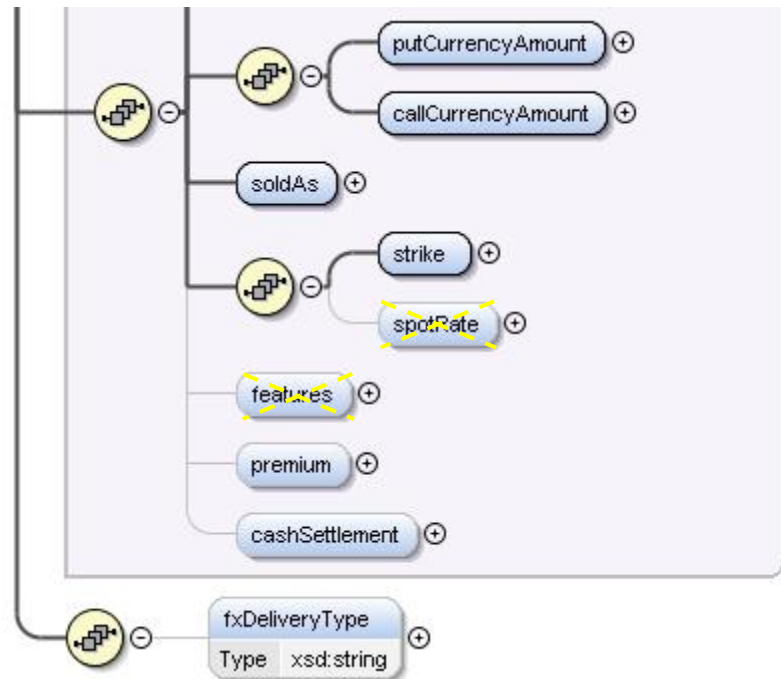 putCurrencyAmount
callCurrencyAmount
soldAs
strike
spotRate
features
premium
cashSettlement
fxDeliveryType
Type xsd:string